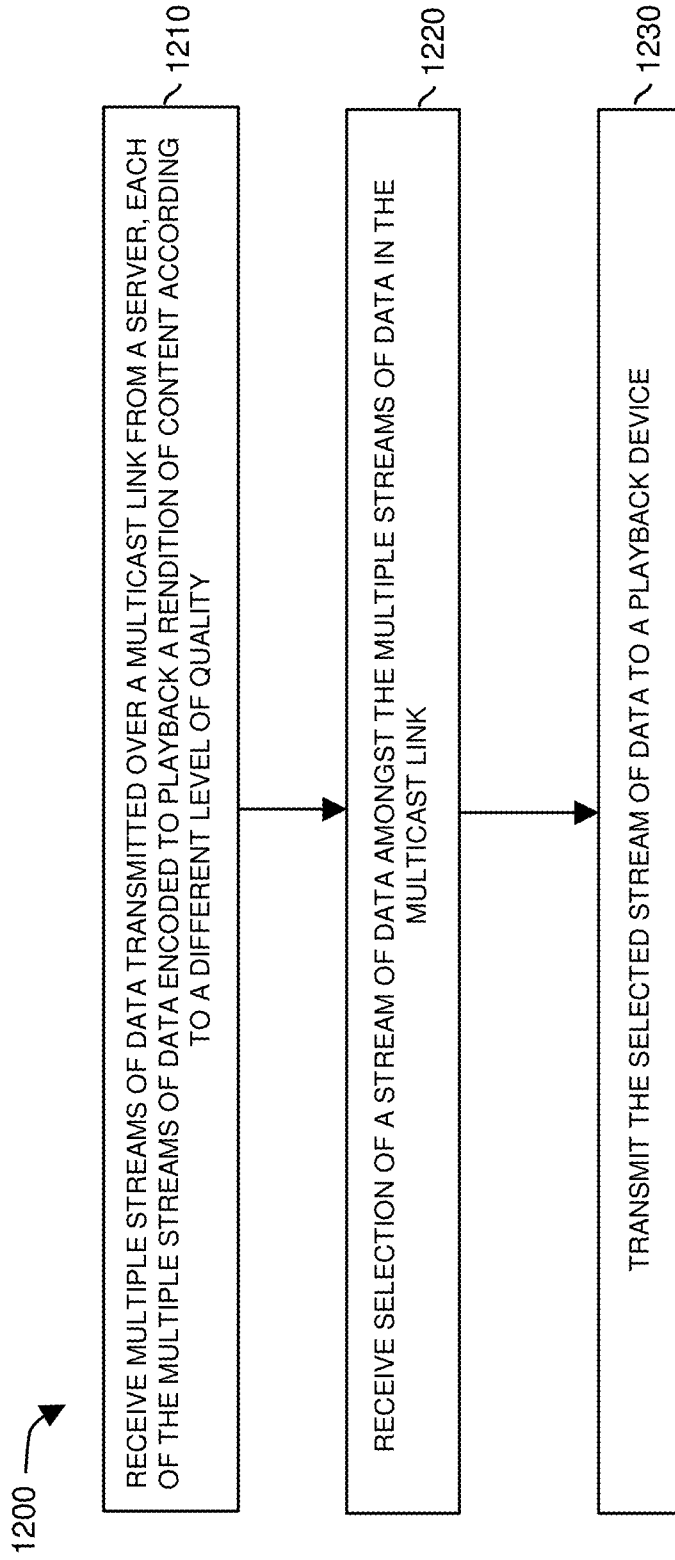 1200
RECEIVE MULTIPLE STREAMS OF DATA TRANSMITTED OVER A MULTICAST LINK FROM A SERVER, EACH
OF THE MULTIPLE STREAMS OF DATA ENCODED TO PLAYBACK A RENDITION OF CONTENT ACCORDING
TO A DIFFERENT LEVEL OF QUALITY
1210
RECEIVE SELECTION OF A STREAM OF DATA AMONGST THE MULTIPLE STREAMS OF DATA IN THE
MULTICAST LINK
1220
TRANSMIT THE SELECTED STREAM OF DATA TO A PLAYBACK DEVICE
1230